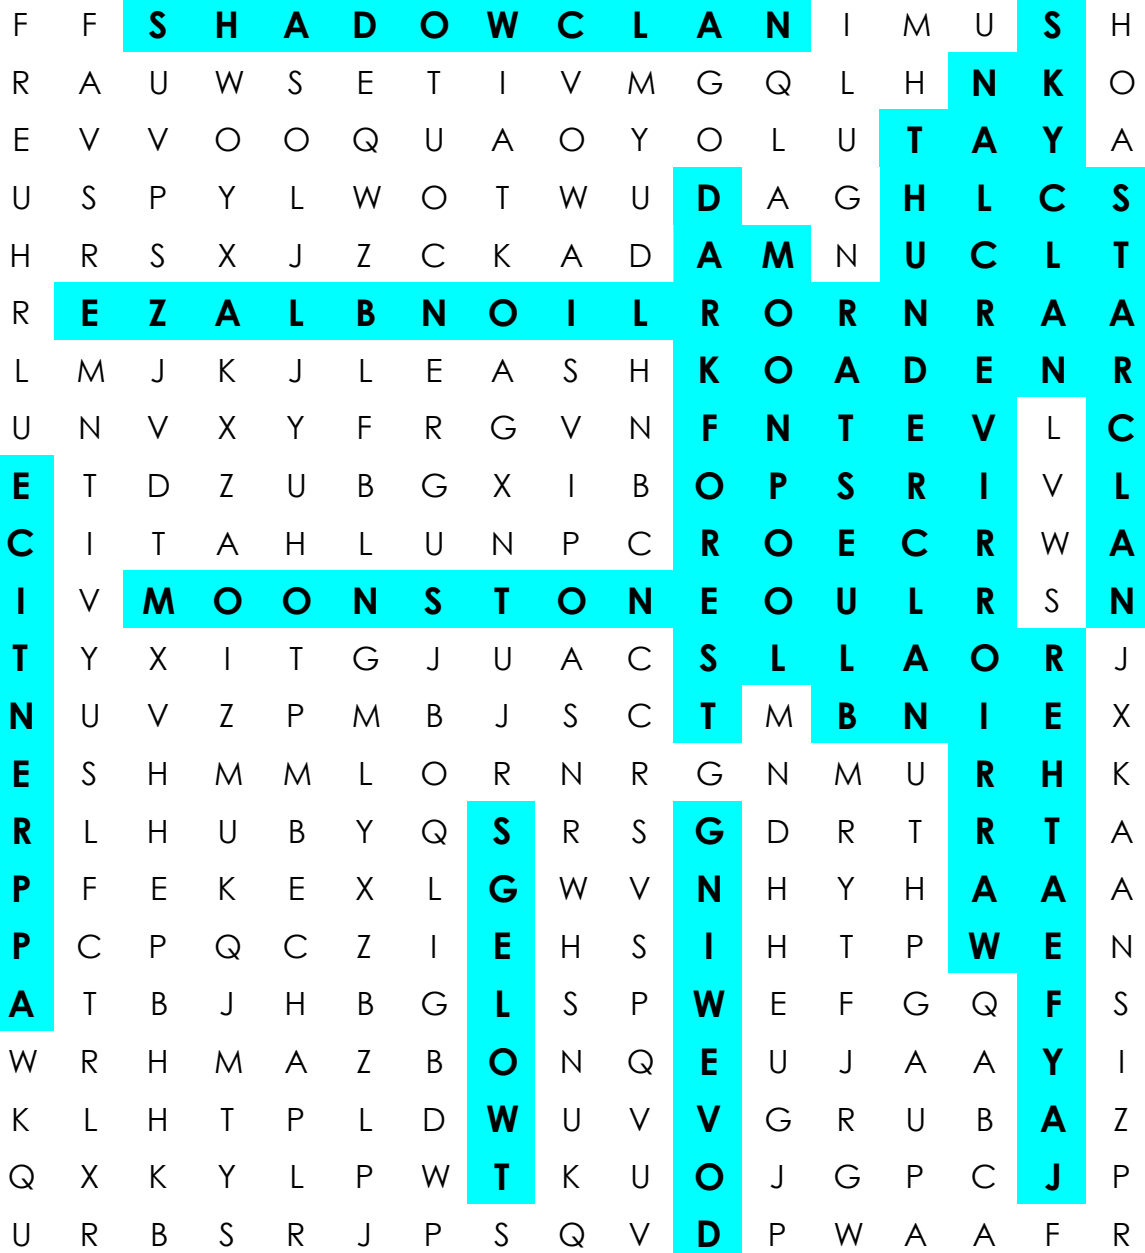 F F S H A D O W C L A N I M U S H
R A U W S E T I V M G Q L H N K O
E V V O O Q U A O Y O L U T A Y A
U S P Y L W O T W U D A G H L C S
H R S X J Z C K A D A M N U C L T
R E Z A L B N O I L R O R N R A A
L M J K J L E A S H K O A D E N R
U N V X Y F R G V N F N T E V L C
E T D Z U B G X I B O P S R I V L
C I T A H L U N P C R O E C R W A
I V M O O N S T O N E O U L R S N
T Y X I T G J U A C S L L A O R J
N U V Z P M B J S C T M B N I E X
E S H M M L O R N R G N M U R H K
R L H U B Y Q S R S G D R T R T A
P F E K E X L G W V N H Y H A A A
P C P Q C Z I E H S I H T P W E N
A T B J H B G L S P W E F G Q F S
W R H M A Z B O N Q E U J A A Y I
K L H T P L D W U V V G R U B A Z
Q X K Y L P W T K U O J G P C J P
U R B S R J P S Q V D P W A A F R